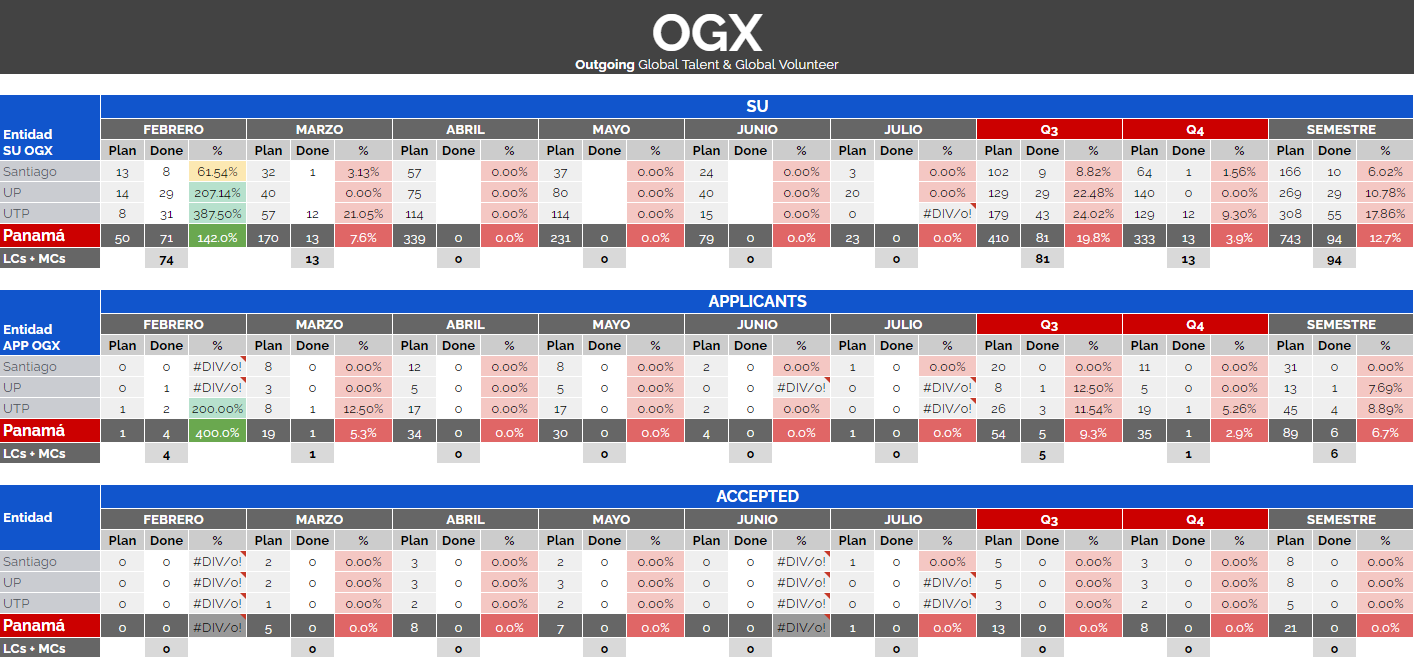 OGX
Outgoing Global Talent & Global Volunteer
SU
Entidad SU OGX
FEBRERO MARZO ABRIL MAYO JUNIO JULIO Q3 Q4 SEMESTRE
Plan Done % Plan Done % Plan Done % Plan Done % Plan Done % Plan Done % Plan Done % Plan Done % Plan Done %
Santiago 13 8 61.54% 32 1 3.13% 57 0.00% 37 0.00% 24 0.00% 3 0.00% 102 9 8.82% 64 1 1.56% 166 10 6.02%
UP 14 29 207.14% 40 0.00% 75 0.00% 80 0.00% 40 0.00% 20 0.00% 129 29 22.48% 140 0 0.00% 269 29 10.78%
UTP 8 31 387.50% 57 12 21.05% 114 0.00% 114 0.00% 15 0.00% 0 #DIV/0! 179 43 24.02% 129 12 9.30% 308 55 17.86%
Panamá 50 71 142.0% 170 13 7.6% 339 0 0.0% 231 0 0.0% 79 0 0.0% 23 0 0.0% 410 81 19.8% 333 13 3.9% 743 94 12.7%
LCs + MCs 74 13 0 0 0 0 81 13 94
APPLICANTS
Entidad APP OGX
FEBRERO MARZO ABRIL MAYO JUNIO JULIO Q3 Q4 SEMESTRE
Plan Done % Plan Done % Plan Done % Plan Done % Plan Done % Plan Done % Plan Done % Plan Done % Plan Done %
Santiago 0 0 #DIV/0! 8 0 0.00% 12 0 0.00% 8 0 0.00% 2 0 0.00% 1 0 0.00% 20 0 0.00% 11 0 0.00% 31 0 0.00%
UP 0 1 #DIV/0! 3 0 0.00% 5 0 0.00% 5 0 0.00% 0 0 #DIV/0! 0 0 #DIV/0! 8 1 12.50% 5 0 0.00% 13 1 7.69%
UTP 1 2 200.00% 8 1 12.50% 17 0 0.00% 17 0 0.00% 2 0 0.00% 0 0 #DIV/0! 26 3 11.54% 19 1 5.26% 45 4 8.89%
Panamá 1 4 400.0% 19 1 5.3% 34 0 0.0% 30 0 0.0% 4 0 0.0% 1 0 0.0% 54 5 9.3% 35 1 2.9% 89 6 6.7%
LCs + MCs 4 1 0 0 0 0 5 1 6
ACCEPTED
Entidad
FEBRERO MARZO ABRIL MAYO JUNIO JULIO Q3 Q4 SEMESTRE
Plan Done % Plan Done % Plan Done % Plan Done % Plan Done % Plan Done % Plan Done % Plan Done % Plan Done %
Santiago 0 0 #DIV/0! 2 0 0.00% 3 0 0.00% 2 0 0.00% 0 0 #DIV/0! 1 0 0.00% 5 0 0.00% 3 0 0.00% 8 0 0.00%
UP 0 0 #DIV/0! 2 0 0.00% 3 0 0.00% 3 0 0.00% 0 0 #DIV/0! 0 0 #DIV/0! 5 0 0.00% 3 0 0.00% 8 0 0.00%
UTP 0 0 #DIV/0! 1 0 0.00% 2 0 0.00% 2 0 0.00% 0 0 #DIV/0! 0 0 #DIV/0! 3 0 0.00% 2 0 0.00% 5 0 0.00%
Panamá 0 0 #DIV/0! 5 0 0.0% 8 0 0.0% 7 0 0.0% 0 0 #DIV/0! 1 0 0.0% 13 0 0.0% 8 0 0.0% 21 0 0.0%
LCs + MCs 0 0 0 0 0 0 0 0 0